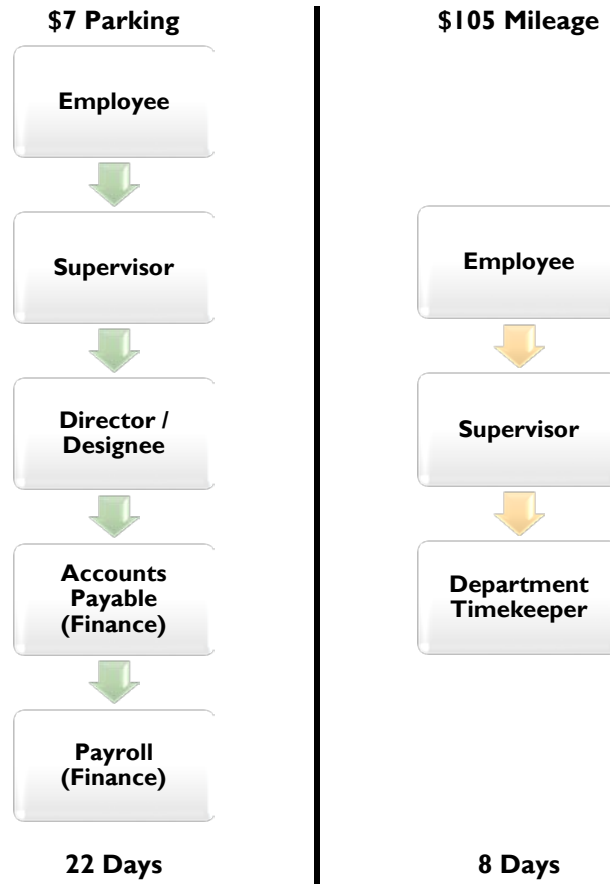 $7 Parking
Employee
Supervisor
Director /
Designee
Accounts
Payable
(Finance)
Payroll
(Finance)
22 Days
$105 Mileage
Employee
Supervisor
Department
Timekeeper
8 Days